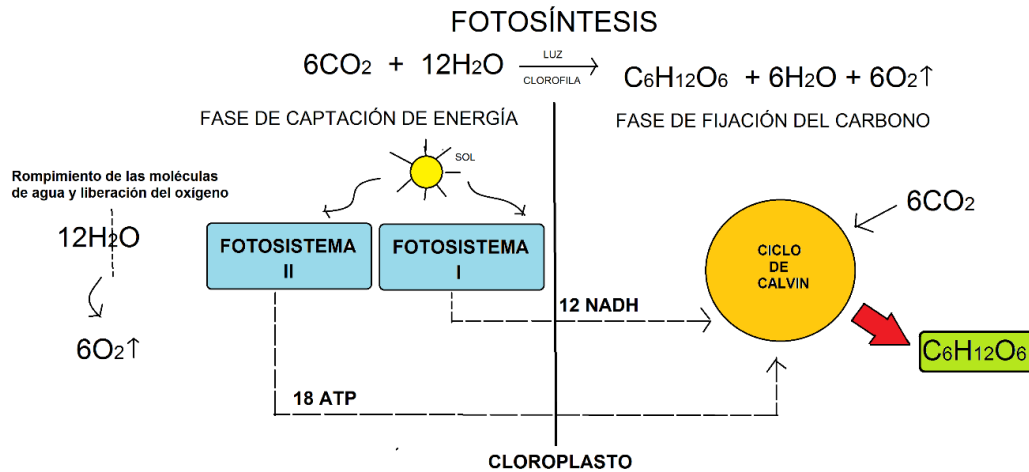 FOTOSÍNTESIS
6CO2 + 12H2O LUZ CLOROFILA C6H12O6 + 6H2O + 6O2↑
FASE DE CAPTACIÓN DE ENERGÍA
FASE DE FIJACIÓN DEL CARBONO
SOL
Rompimiento de las moléculas
de agua y liberación del oxígeno
12H2O
6O2↑
FOTOSISTEMA
II
FOTOSISTEMA
I
6CO2
CICLO
DE
CALVIN
12 NADH
C6H12O6
18 ATP
CLOROPLASTO